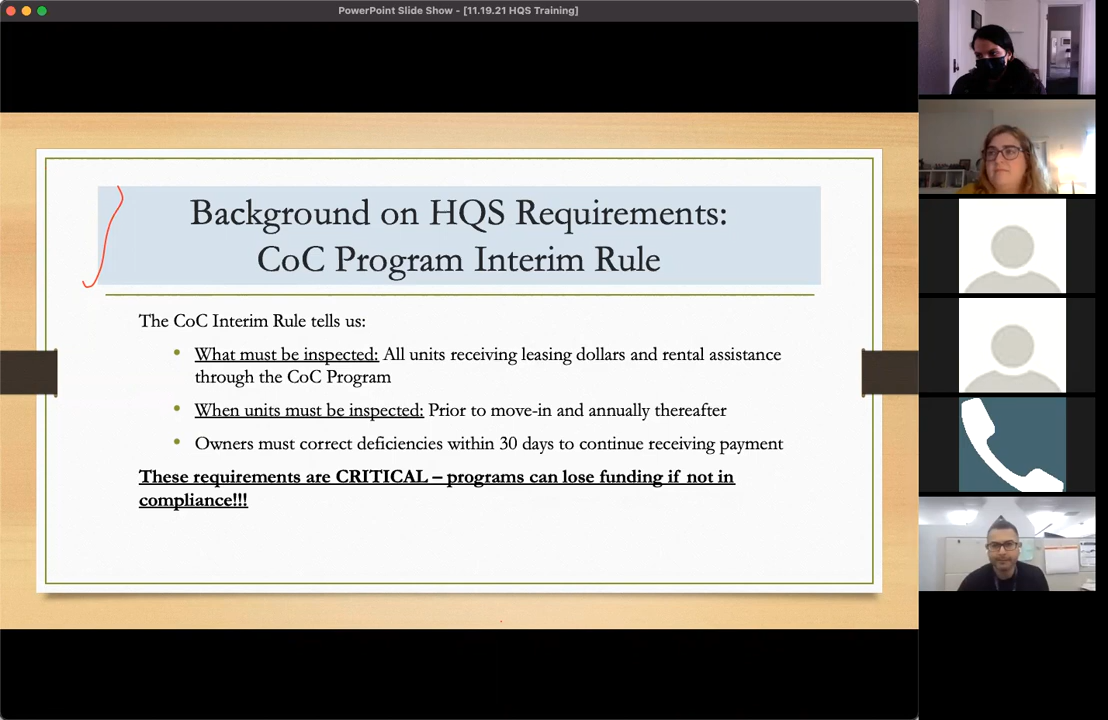 PowerPoint Slide Show - [11.19.21 HQS Training]
Background on HQS Requirements:
CoC Program Interim Rule
The CoC Interim Rule tells us:
• What must be inspected: All units receiving leasing dollars and rental assistance
through the CoC Program
• When units must be inspected: Prior to move-in and annually thereafter
• Owners must correct deficiencies within 30 days to continue receiving payment
These requirements are CRITICAL – programs can lose funding if not in
compliance!!!